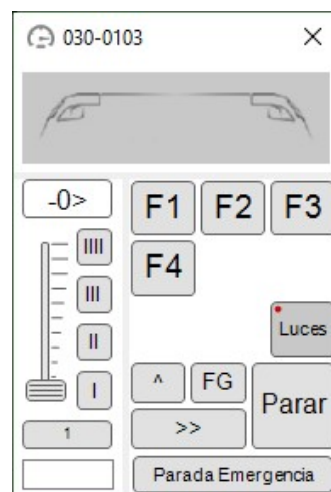 030-0103
-0>
F1 F2 F3
IIII
F4
III
II
Luces
I
^ FG
Parar
1
>>
Parada Emergencia